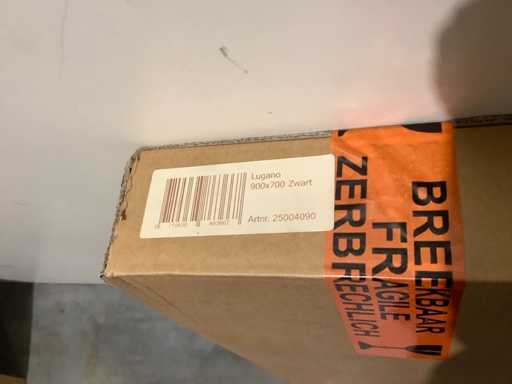 Lugano
900x700 Zwart
Artnr. 25004090
BREEKBAAR
FRAGILE
ZERBRECHLICH